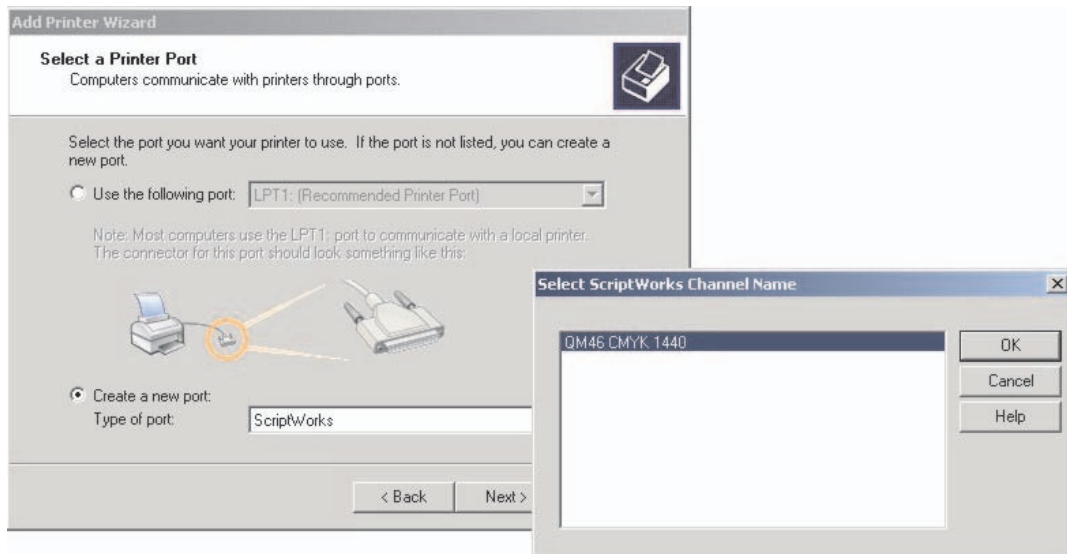 Add Printer Wizard
Select a Printer Port
Computers communicate with printers through ports.
Select the port you want your printer to use. If the port is not listed, you can create a
new port.
Use the following port:
LPT1: (Recommended Printer Port)
Note: Most computers use the LPT1: port to communicate with a local printer.
The connector for this port should look something like this:
Create a new port:
Type of port:
ScriptWorks
< Back
Next >
Select ScriptWorks Channel Name
QM46 CMYK 1440
OK
Cancel
Help